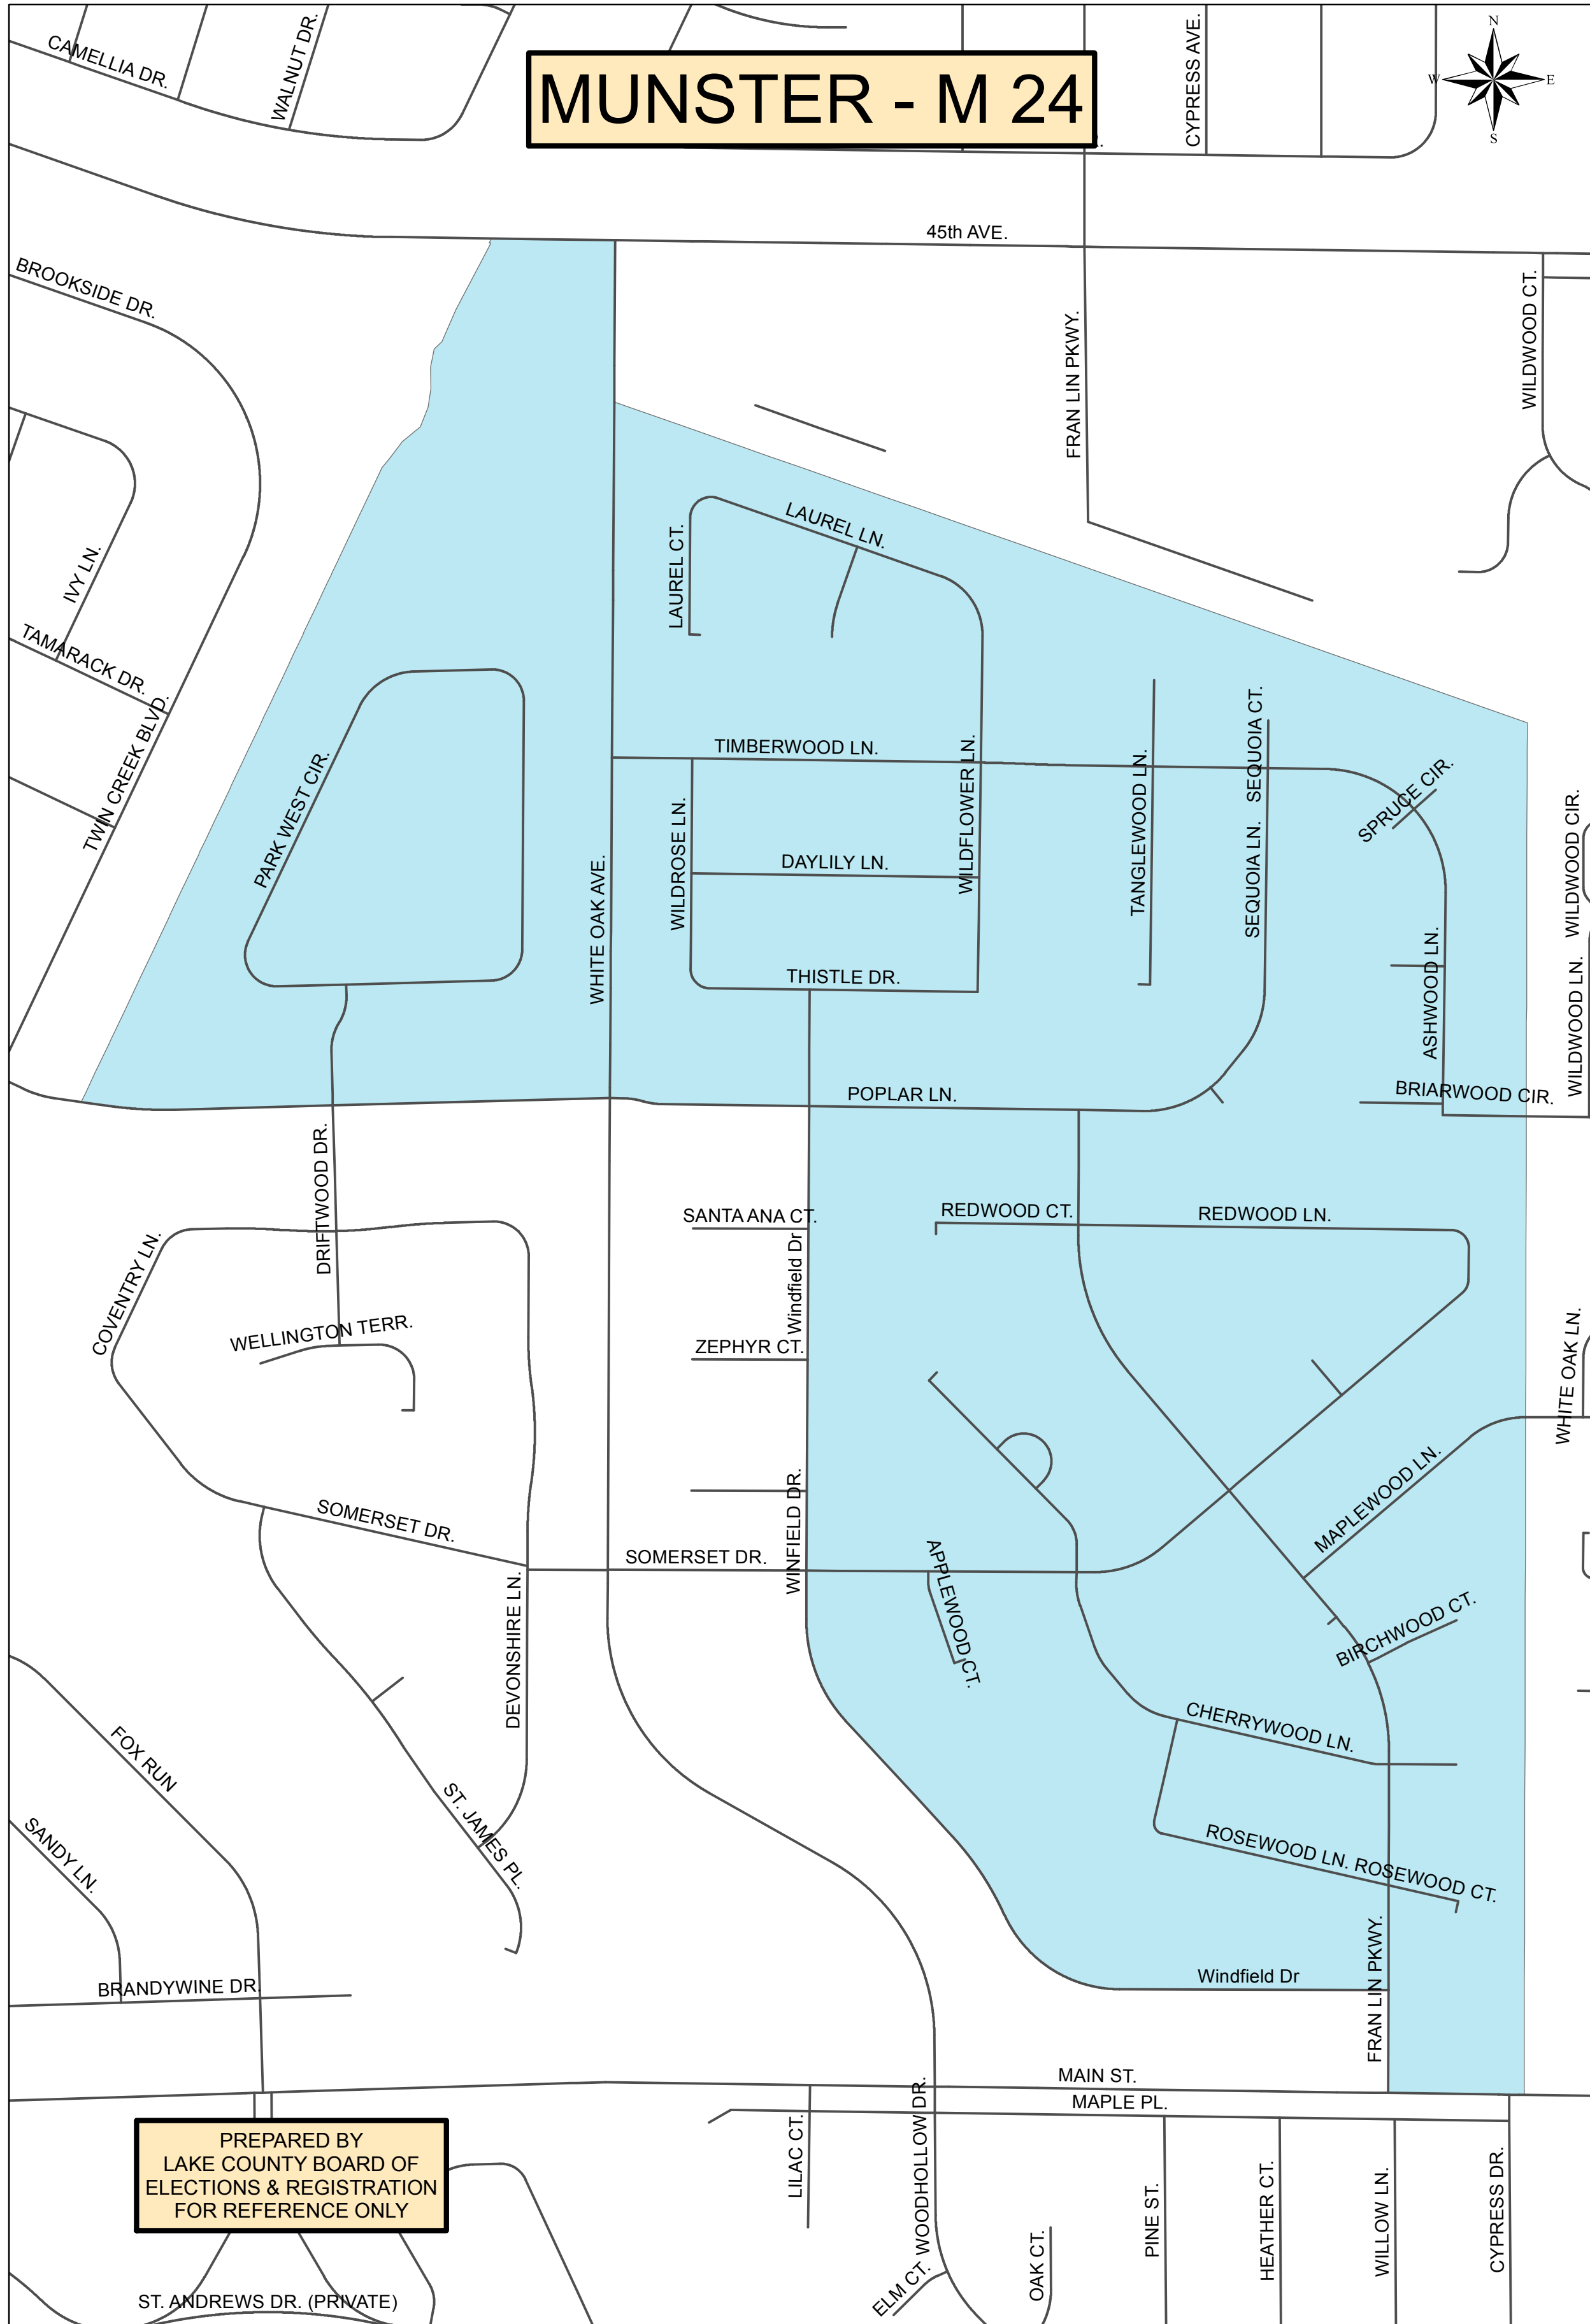 CAMELLIA DR.
WALNUT DR.
MUNSTER - M 24
CYPRESS AVE.
N
W
E
S
45th AVE.
BROOKSIDE DR.
FRAN LIN PKWY.
WILDWOOD CT.
IVY LN.
TAMARACK DR.
TWIN CREEK BLVD.
LAUREL CT.
LAUREL LN.
PARK WEST CIR.
WHITE OAK AVE.
TIMBERWOOD LN.
WILDROSE LN.
DAYLILY LN.
WILDFLOWER LN.
THISTLE DR.
TANGLEWOOD LN.
SEQUOIA CT.
SEQUOIA LN.
SPRUCE CIR.
ASHWOOD LN.
WILDWOOD CIR.
WILDWOOD LN.
POPLAR LN.
BRIARWOOD CIR.
DRIFTWOOD DR.
COVENTRY LN.
WELLINGTON TERR.
SANTA ANA CT.
Windfield Dr
ZEPHYR CT.
REDWOOD CT.
REDWOOD LN.
WHITE OAK LN.
WINFIELD DR.
SOMERSET DR.
SOMERSET DR.
MAPLEWOOD LN.
APPLEWOOD CT.
BIRCHWOOD CT.
DEVONSHIRE LN.
CHERRYWOOD LN.
FOX RUN
SANDY LN.
ST. JAMES PL.
ROSEWOOD LN.
ROSEWOOD CT.
FRAN LIN PKWY.
Windfield Dr
BRANDYWINE DR.
MAIN ST.
MAPLE PL.
LILAC CT.
WOODHOLLOW DR.
PREPARED BY
LAKE COUNTY BOARD OF
ELECTIONS & REGISTRATION
FOR REFERENCE ONLY
PINE ST.
HEATHER CT.
WILLOW LN.
CYPRESS DR.
OAK CT.
ELM CT.
ST. ANDREWS DR. (PRIVATE)